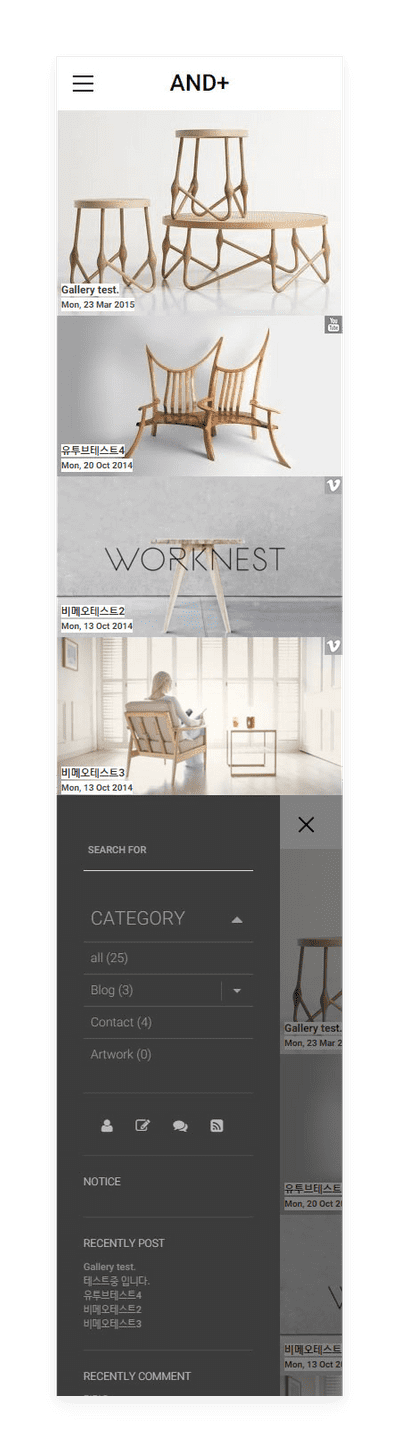 AND+
Gallery test.
Mon, 23 Mar 2015
You
Tube
유투브테스트4
Mon, 20 Oct 2014
WORKNEST
비메오테스트2
Mon, 13 Oct 2014
비메오테스트3
Mon, 13 Oct 2014
SEARCH FOR
CATEGORY
all (25)
Blog (3)
Contact (4)
Artwork (0)
NOTICE
RECENTLY POST
Gallery test.
테스트중 입니다.
유투브테스트4
비메오테스트2
비메오테스트3
RECENTLY COMMENT
Gallery test.
Mon, 23 Mar 2
유투브테스트
Mon, 20 Oct 20
W
비메오테스트
Mon, 13 Oct 20